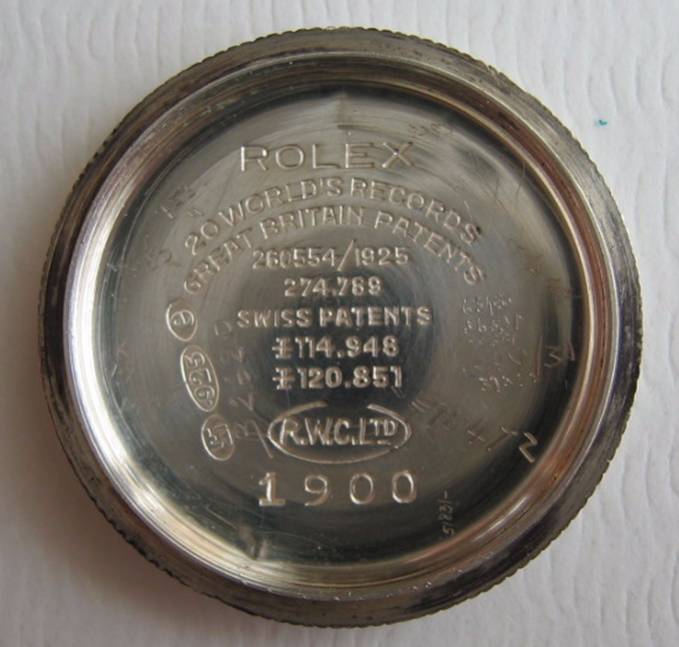 ROLEX
20 WORLD'S RECORDS
GREAT BRITAIN PATENTS
260554/1925
274.789
SWISS PATENTS
‡114.948
‡120.851
R.W.C.LTD
1900
925